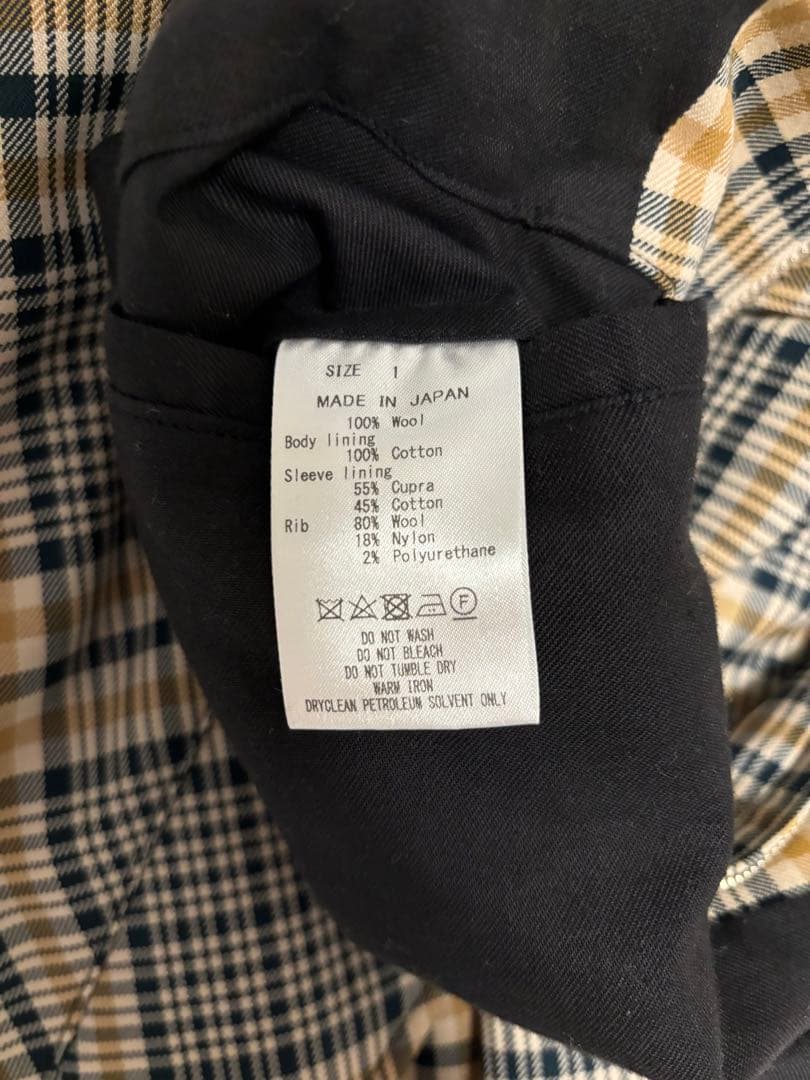 SIZE 1
MADE IN JAPAN
100% Wool
Body lining
100% Cotton
Sleeve lining
55% Cupra
45% Cotton
Rib 80% Wool
18% Nylon
2% Polyurethane
F
DO NOT WASH
DO NOT BLEACH
DO NOT TUMBLE DRY
WARM IRON
DRYCLEAN PETROLEUM SOLVENT ONLY